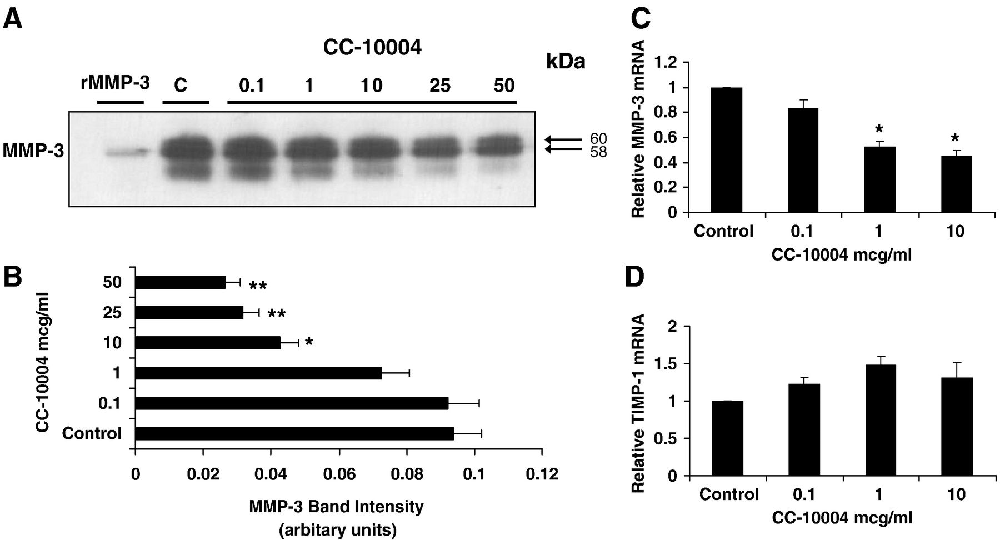 A
CC-10004
kDa
rMMP-3 C 0.1 1 10 25 50
MMP-3
60
58
B
CC-10004 mcg/ml
50
**
25
**
10
*
1
0.1
Control
0 0.02 0.04 0.06 0.08 0.1 0.12
MMP-3 Band Intensity
(arbitary units)
C
Relative MMP-3 mRNA
1.2
1
0.8
0.6
0.4
0.2
0
*
*
Control 0.1 1 10
CC-10004 mcg/ml
D
Relative TIMP-1 mRNA
2
1.5
1
0.5
0
Control 0.1 1 10
CC-10004 mcg/ml